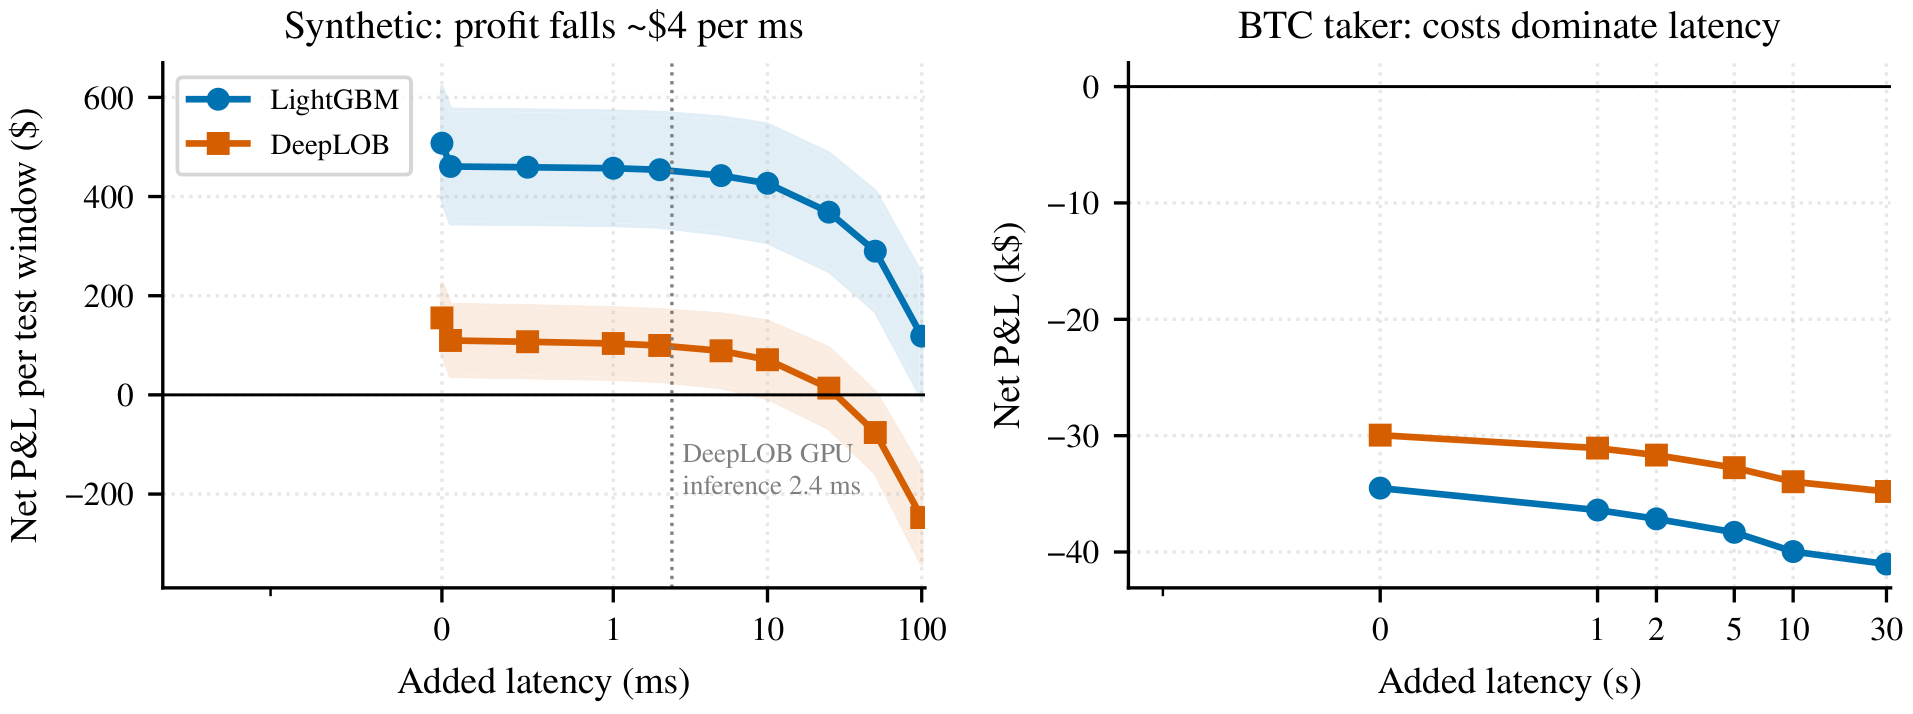 Synthetic: profit falls ~$4 per ms
Net P&L per test window ($)
600
400
200
0
−200
LightGBM
DeepLOB
DeepLOB GPU
inference 2.4 ms
0
1
10
100
Added latency (ms)
BTC taker: costs dominate latency
Net P&L (k$)
0
−10
−20
−30
−40
0
1
2
5
10
30
Added latency (s)